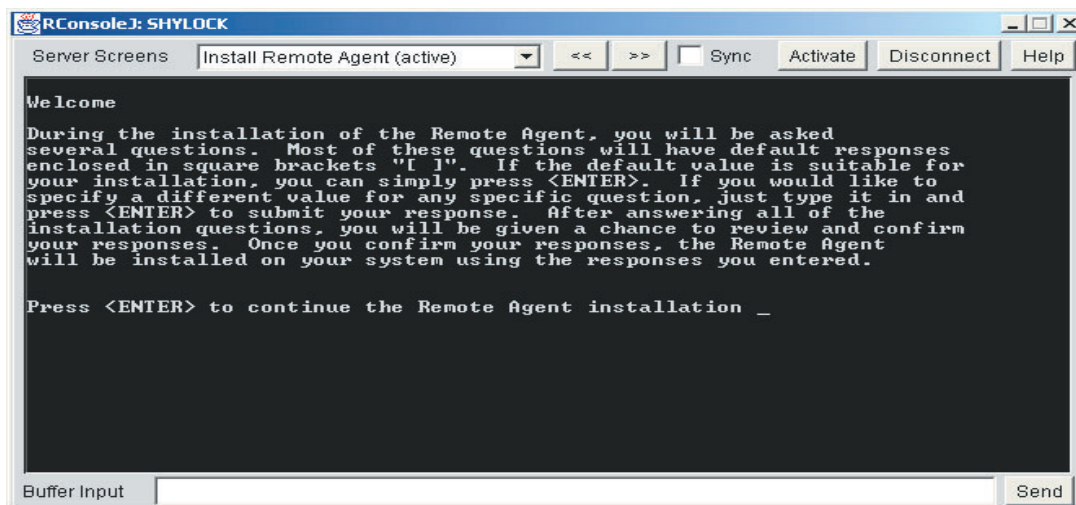 RConsoleJ: SHYLOCK
Server Screens Install Remote Agent (active) << >> Sync Activate Disconnect Help
Welcome
During the installation of the Remote Agent, you will be asked
several questions. Most of these questions will have default responses
enclosed in square brackets "[ ]". If the default value is suitable for
your installation, you can simply press <ENTER>. If you would like to
specify a different value for any specific question, just type it in and
press <ENTER> to submit your response. After answering all of the
installation questions, you will be given a chance to review and confirm
your responses. Once you confirm your responses, the Remote Agent
will be installed on your system using the responses you entered.
Press <ENTER> to continue the Remote Agent installation _
Buffer Input Send